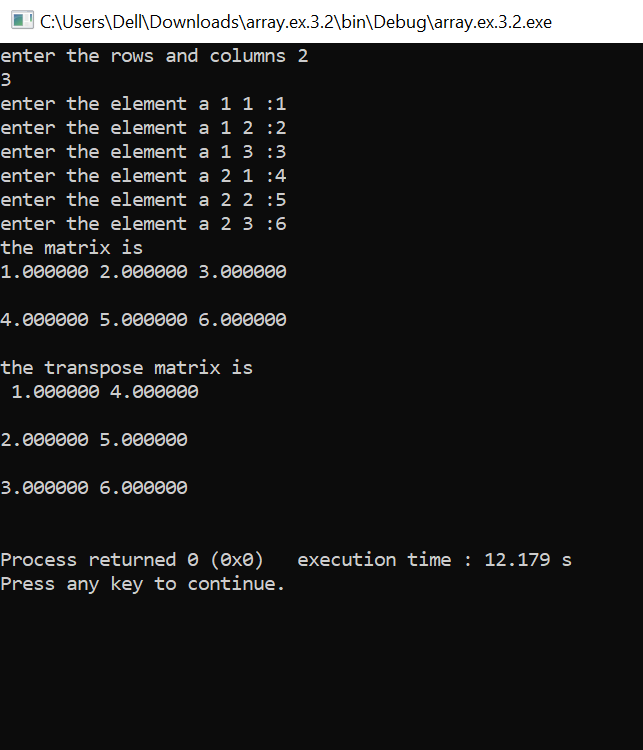 C:\Users\Dell\Downloads\array.ex.3.2\bin\Debug\array.ex.3.2.exe
enter the rows and columns 2
3
enter the element a 1 1 :1
enter the element a 1 2 :2
enter the element a 1 3 :3
enter the element a 2 1 :4
enter the element a 2 2 :5
enter the element a 2 3 :6
the matrix is
1.000000 2.000000 3.000000
4.000000 5.000000 6.000000
the transpose matrix is
 1.000000 4.000000
2.000000 5.000000
3.000000 6.000000
Process returned 0 (0x0)   execution time : 12.179 s
Press any key to continue.